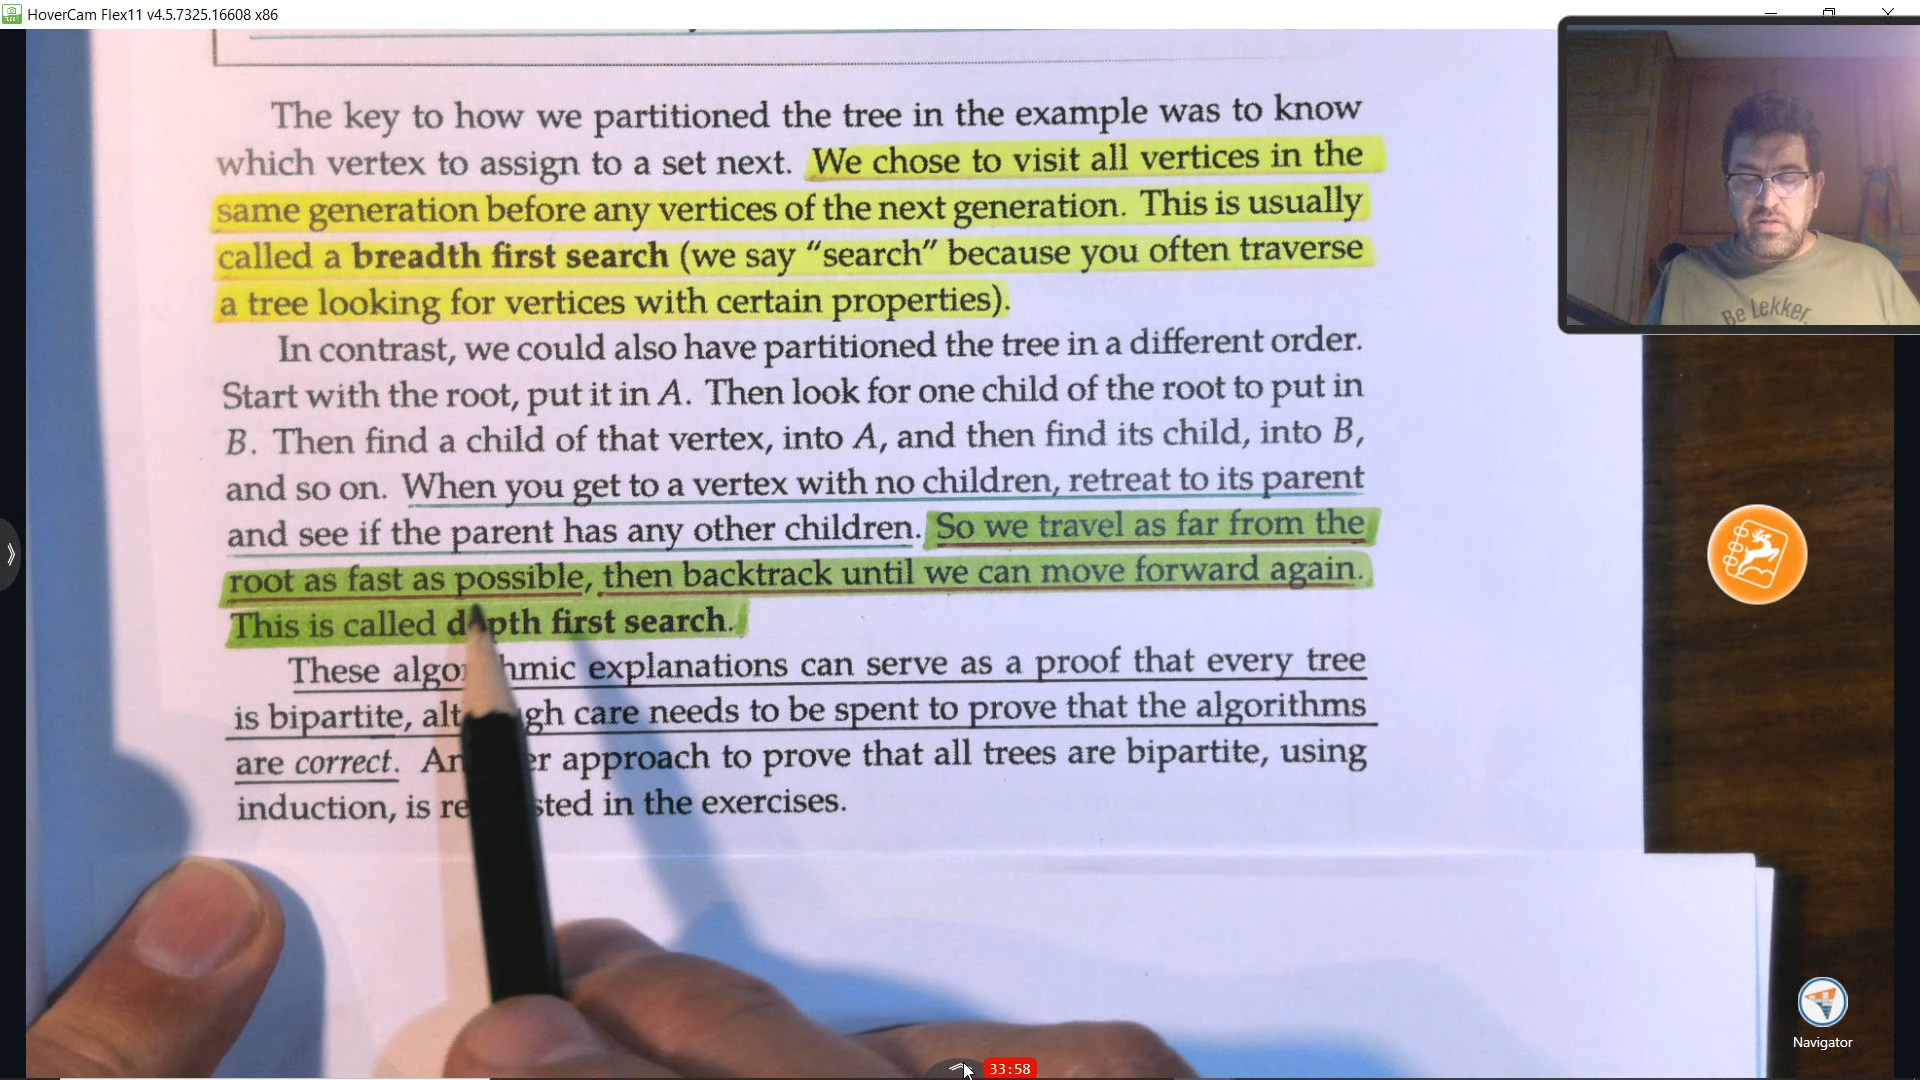 HoverCam Flex11 v4.5.7325.16608 x86
The key to how we partitioned the tree in the example was to know
which vertex to assign to a set next. We chose to visit all vertices in the
same generation before any vertices of the next generation. This is usually
called a breadth first search (we say “search” because you often traverse
a tree looking for vertices with certain properties).
In contrast, we could also have partitioned the tree in a different order.
Start with the root, put it in A. Then look for one child of the root to put in
B. Then find a child of that vertex, into A, and then find its child, into B,
and so on. When you get to a vertex with no children, retreat to its parent
and see if the parent has any other children. So we travel as far from the
root as fast as possible, then backtrack until we can move forward again.
This is called depth first search.
These algo hmic explanations can serve as a proof that every tree
is bipartite, alt gh care needs to be spent to prove that the algorithms
are correct. An er approach to prove that all trees are bipartite, using
induction, is re sted in the exercises.
Be Lekker.
Navigator
33:58